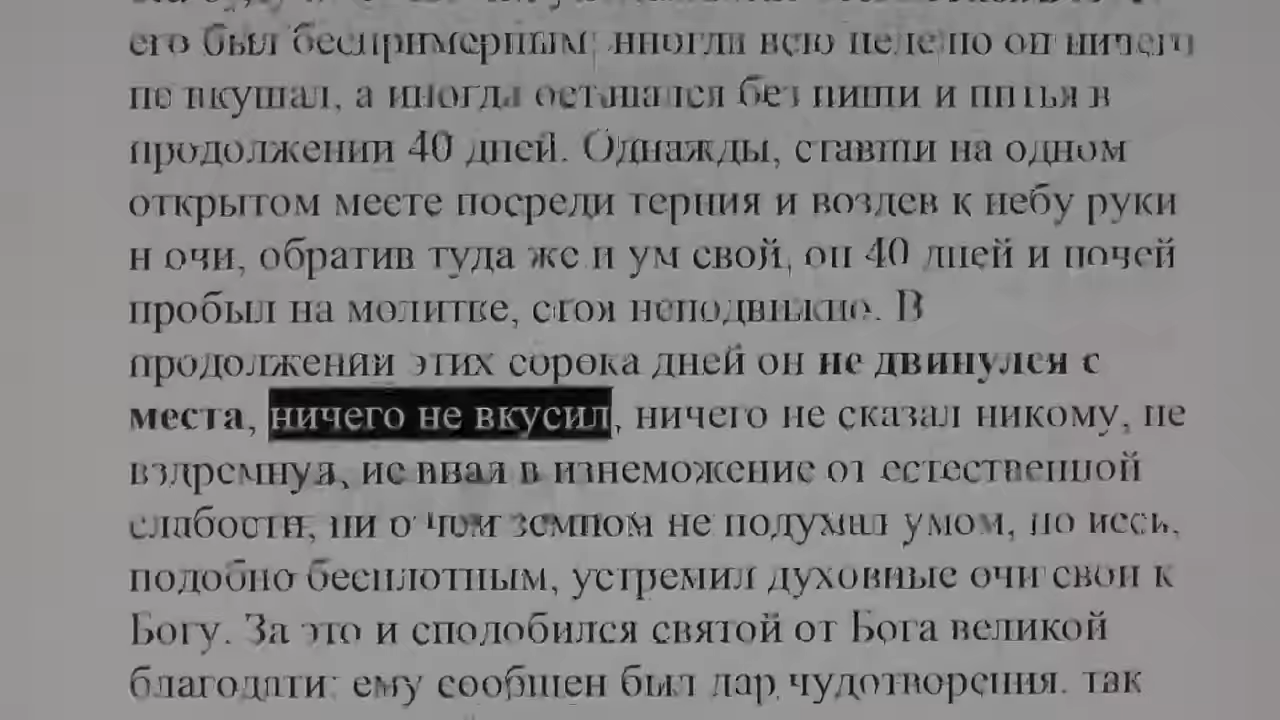 его был беспримерным; иногда всю неделю он ничего
не вкушал, а иногда оставался без пищи и питья в
продолжении 40 дней. Однажды, ставши на одном
открытом месте посреди терния и воздев к небу руки
и очи, обратив туда же и ум свой, он 40 дней и ночей
пробыл на молитве, стоя неподвижно. В
продолжении этих сорока дней он не двинулся с
места, ничего не вкусил, ничего не сказал никому, не
вздремнул, не впал в изнеможение от естественной
слабости, ни о чем земном не подумал умом, но весь,
подобно бесплотным, устремил духовные очи свои к
Богу. За это и сподобился святой от Бога великой
благодати: ему сообщен был дар чудотворения. так